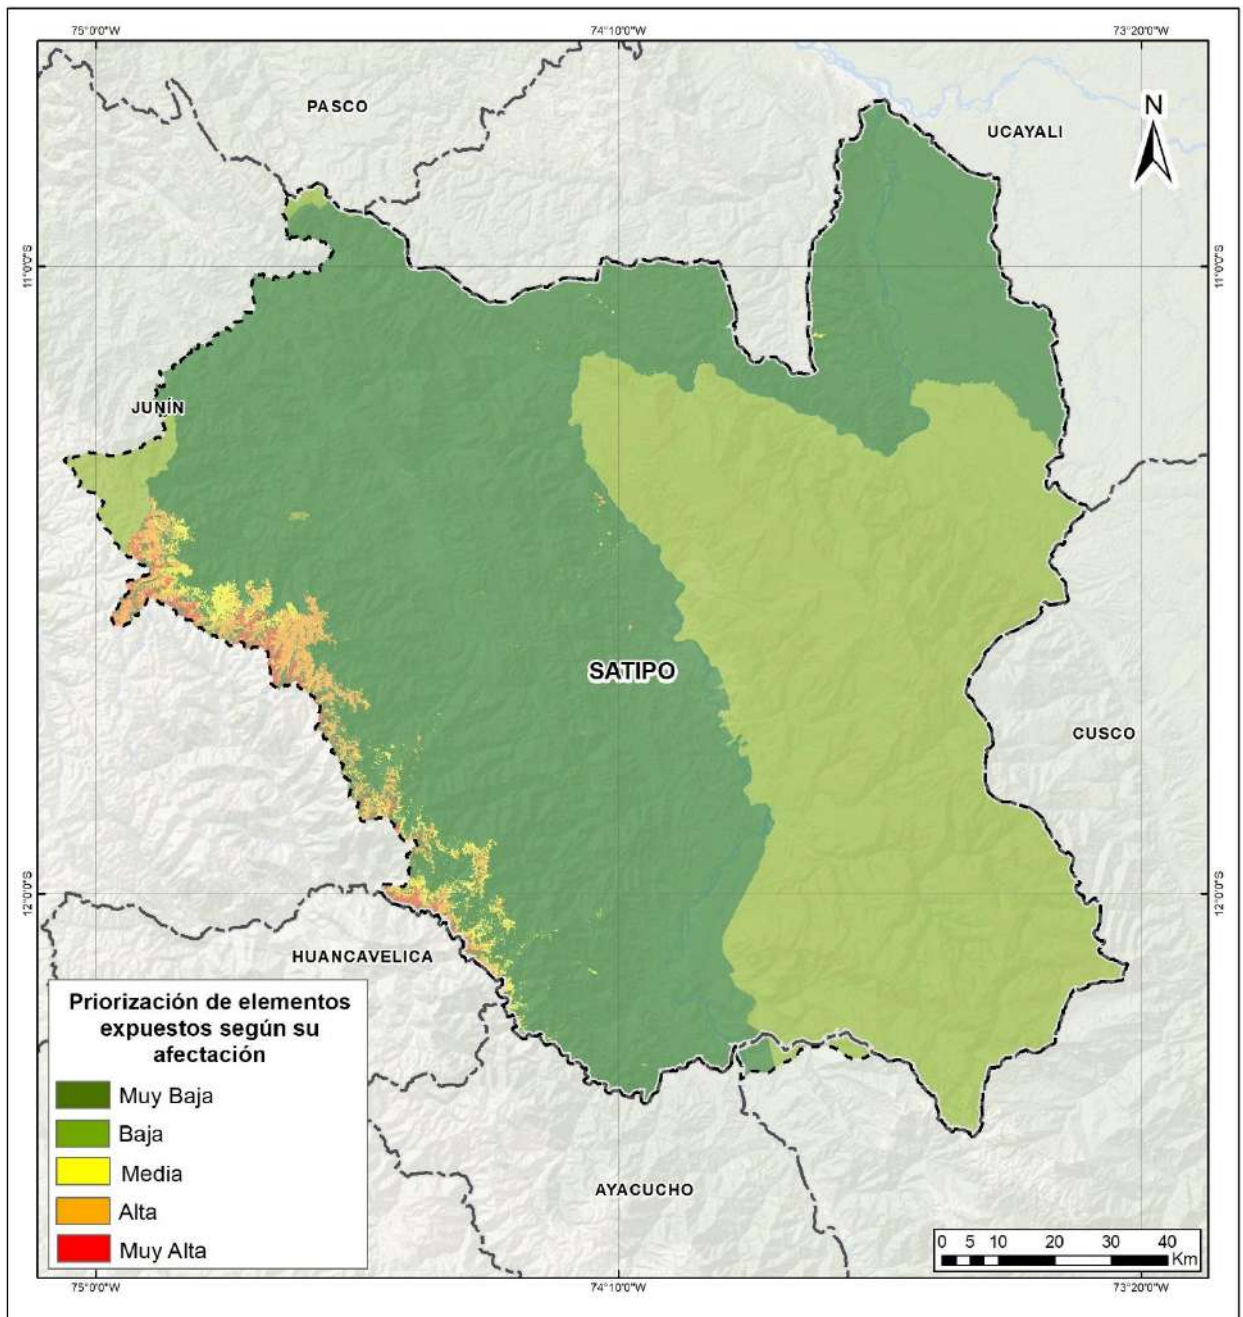 75°0'0"W
74°10'0"W
73°20'0"W
PASCO
N
UCAYALI
11°0'0"S
11°0'0"S
JUNÍN
SATIPO
CUSCO
12°0'0"S
12°0'0"S
HUANCAVELICA
Priorización de elementos
expuestos según su
afectación
Muy Baja
Baja
Media
Alta
Muy Alta
AYACUCHO
0 5 10 20 30 40
Km
75°0'0"W
74°10'0"W
73°20'0"W